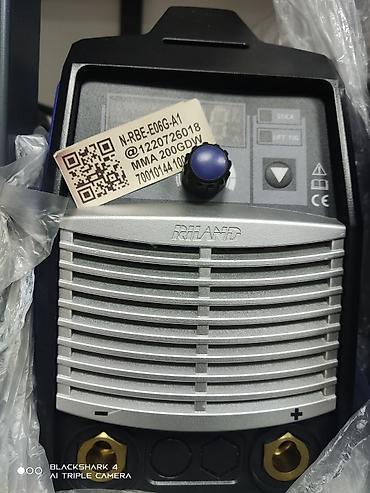 N-RBE-E06G-A1
@1220726018
MMA 200GDW
STICK
LIFT TIG
CE
RILAND
- +
BLACKSHARK 4
AI TRIPLE CAMERA